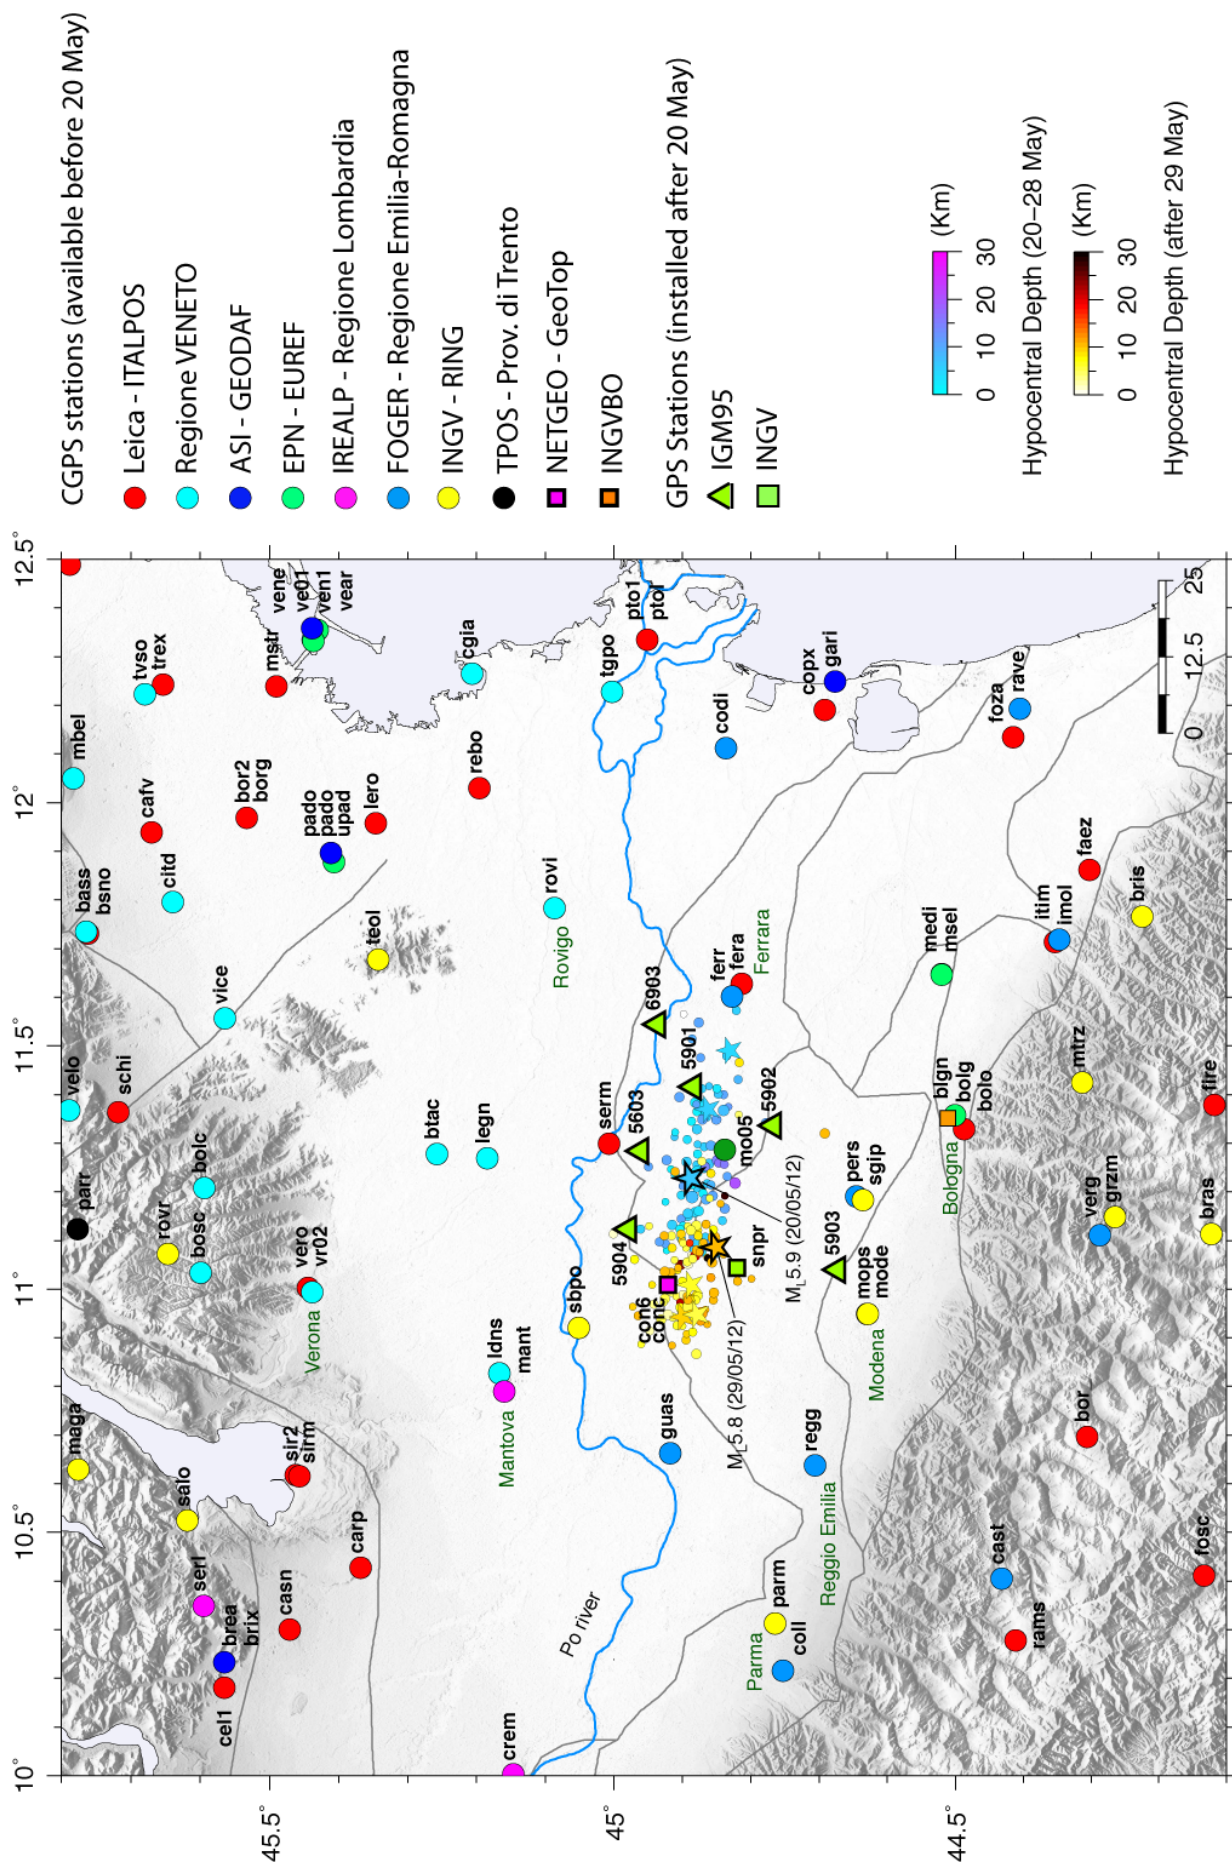 CGPS stations (available before 20 May)
Leica - ITALPOS
Regione VENETO
ASI - GEODAF
EPN - EUREF
IREALP - Regione Lombardia
FOGER - Regione Emilia-Romagna
INGV - RING
TPOS - Prov. di Trento
NETGEO - GeoTop
INGVBO
GPS Stations (installed after 20 May)
IGM95
INGV
(Km)
0 10 20 30
Hypocentral Depth (20–28 May)
(Km)
0 10 20 30
Hypocentral Depth (after 29 May)
10°
10.5°
11°
11.5°
12°
12.5°
45.5°
45°
44.5°
maga
salo
serl
brea
brix
cel1
casn
carp
sir2
sirm
parr
rovr
bosc
bolc
vero
vr02
Verona
velo
schi
vice
bass
bsno
citd
cafv
mbel
tvso
trex
bor2
borg
pado
pado
upad
lero
mstr
vene
ve01
ven1
vear
teol
cgia
rebo
rovi
Rovigo
btac
legn
ldns
mant
Mantova
crem
Po river
sbpo
serm
tgpo
pto1
ptol
codi
copx
gari
foza
rave
guas
regg
Reggio Emilia
Parma
parm
coll
5904
5603
6903
5901
5902
5903
mo05
con6
conc
snpr
ferr
fera
Ferrara
ML5.9 (20/05/12)
ML5.8 (29/05/12)
mops
mode
Modena
pers
sgip
medi
msel
blgn
bolg
bolo
Bologna
itim
imol
faez
bris
mtrz
verg
grzm
bras
fire
bor
cast
rams
fosc
0 12.5 25